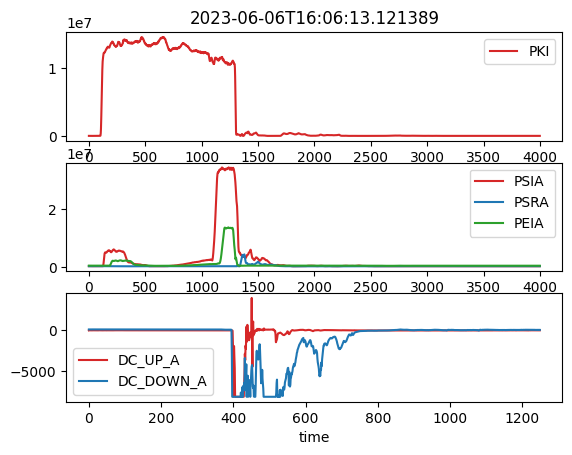 2023-06-06T16:06:13.121389
1e7
PKI
1
0
0 500 1000 1500 2000 2500 3000 3500 4000
1e7
PSIA
PSRA
PEIA
2
0
0 500 1000 1500 2000 2500 3000 3500 4000
0
−5000
DC_UP_A
DC_DOWN_A
0 200 400 600 800 1000 1200
time